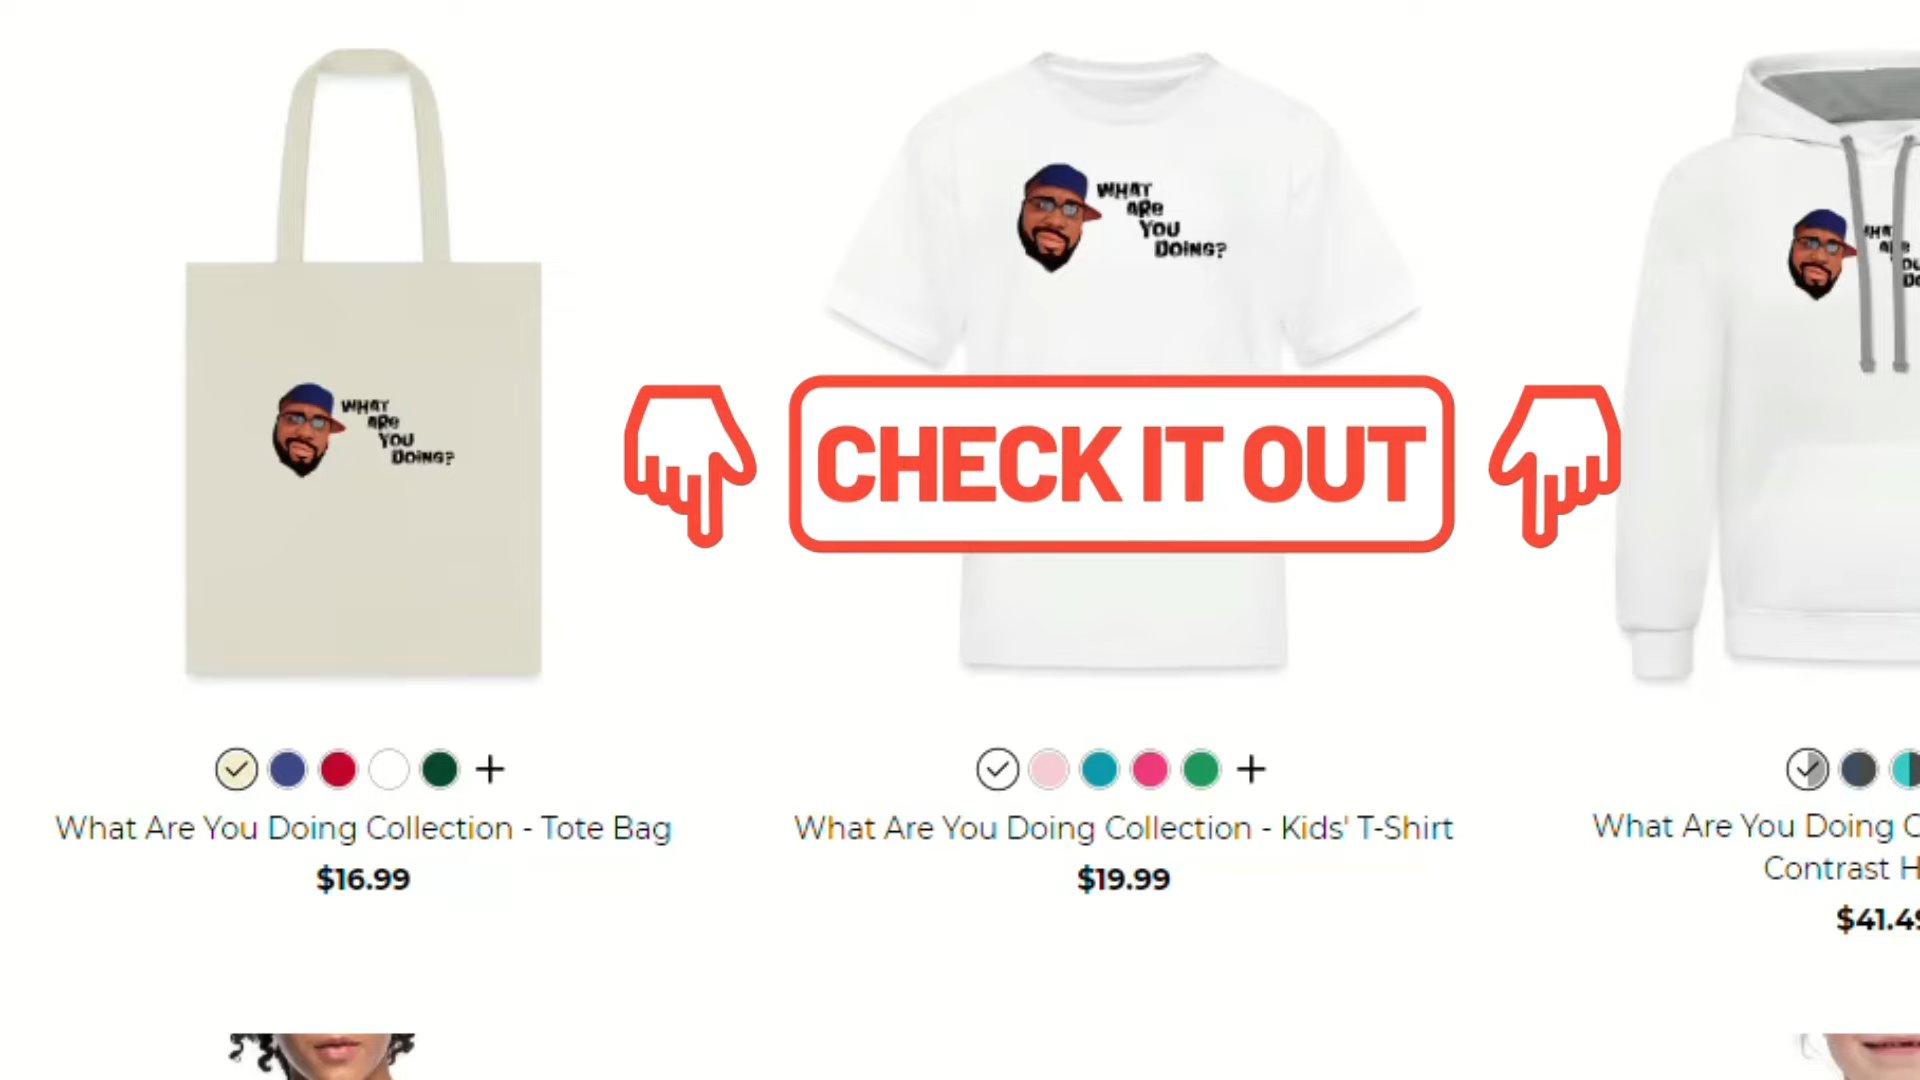 WHAT
ARE
YOU
DOING?
WHAT
ARE
YOU
DOING?
CHECK IT OUT
What Are You Doing Collection - Tote Bag
$16.99
What Are You Doing Collection - Kids' T-Shirt
$19.99
What Are You Doing
Contrast